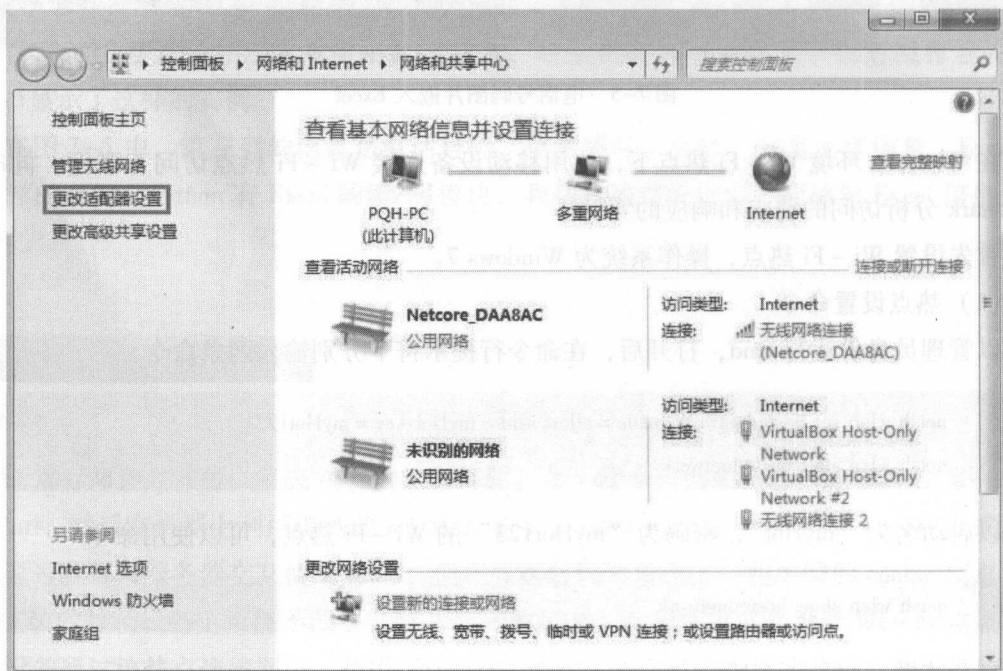 控制面板 ▸ 网络和 Internet ▸ 网络和共享中心
搜索控制面板
控制面板主页
管理无线网络
更改适配器设置
更改高级共享设置
另请参阅
Internet 选项
Windows 防火墙
家庭组
查看基本网络信息并设置连接
查看完整映射
PQH-PC
(此计算机)
多重网络
Internet
查看活动网络
连接或断开连接
Netcore_DAA8AC
公用网络
访问类型: Internet
连接: 无线网络连接
(Netcore_DAA8AC)
未识别的网络
公用网络
访问类型: Internet
连接: VirtualBox Host-Only
Network
VirtualBox Host-Only
Network #2
无线网络连接 2
更改网络设置
设置新的连接或网络
设置无线、宽带、拨号、临时或 VPN 连接；或设置路由器或访问点。